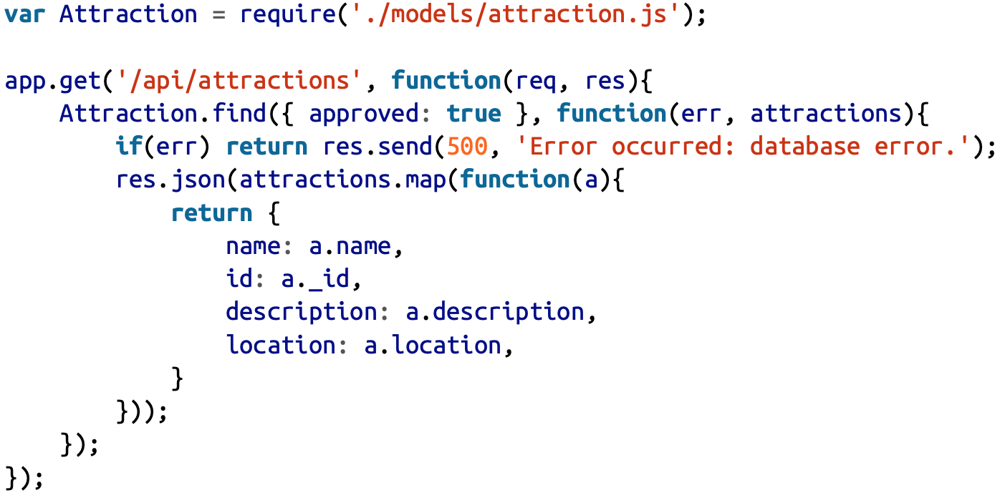 var Attraction = require('./models/attraction.js');

app.get('/api/attractions', function(req, res){
    Attraction.find({ approved: true }, function(err, attractions){
        if(err) return res.send(500, 'Error occurred: database error.');
        res.json(attractions.map(function(a){
            return {
                name: a.name,
                id: a._id,
                description: a.description,
                location: a.location,
            }
        }));
    });
});